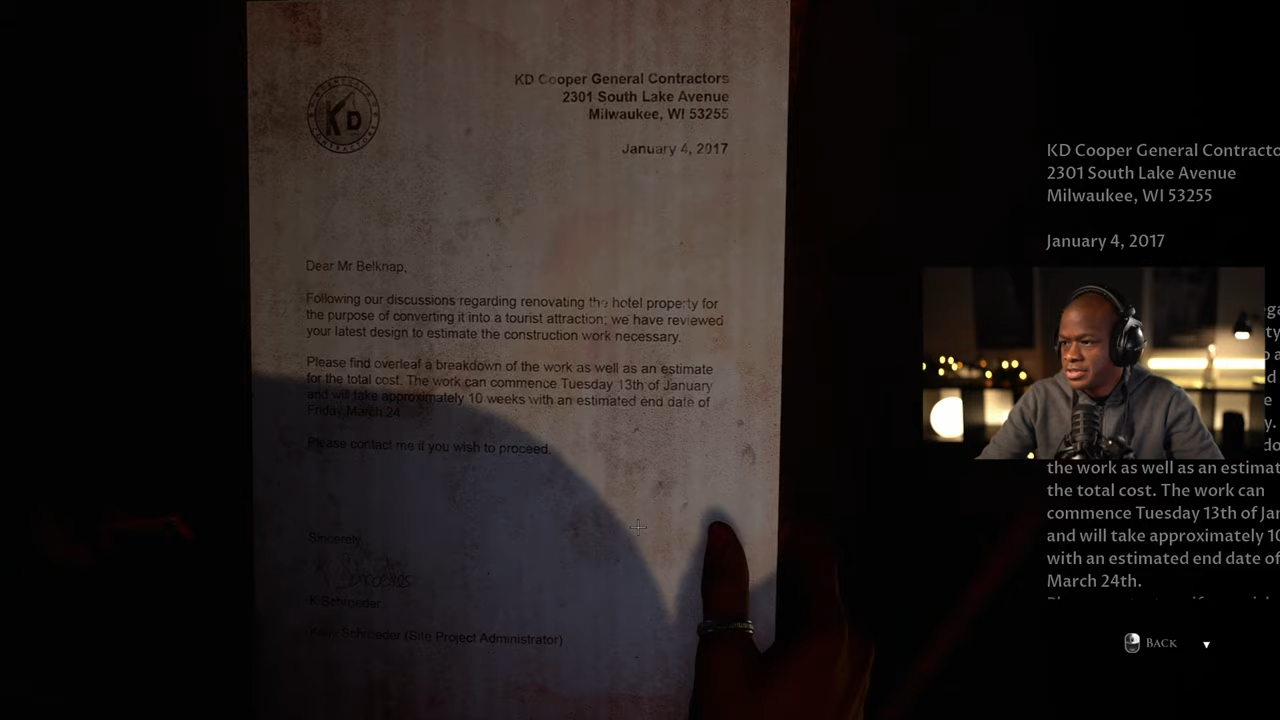 KD Cooper General Contractors
2301 South Lake Avenue
Milwaukee, WI 53255
January 4, 2017
KD
Dear Mr Belknap,
Following our discussions regarding renovating the hotel property for
the purpose of converting it into a tourist attraction; we have reviewed
your latest design to estimate the construction work necessary.
Please find overleaf a breakdown of the work as well as an estimate
for the total cost. The work can commence Tuesday 13th of January
and will take approximately 10 weeks with an estimated end date of
Friday March 24
Please contact me if you wish to proceed.
Sincerely,
K Schroeder
Schroeder (Site Project Administrator)
KD Cooper General Contracto
2301 South Lake Avenue
Milwaukee, WI 53255
January 4, 2017
the work as well as an estimat
the total cost. The work can
commence Tuesday 13th of Jan
and will take approximately 10
with an estimated end date of
March 24th.
BACK